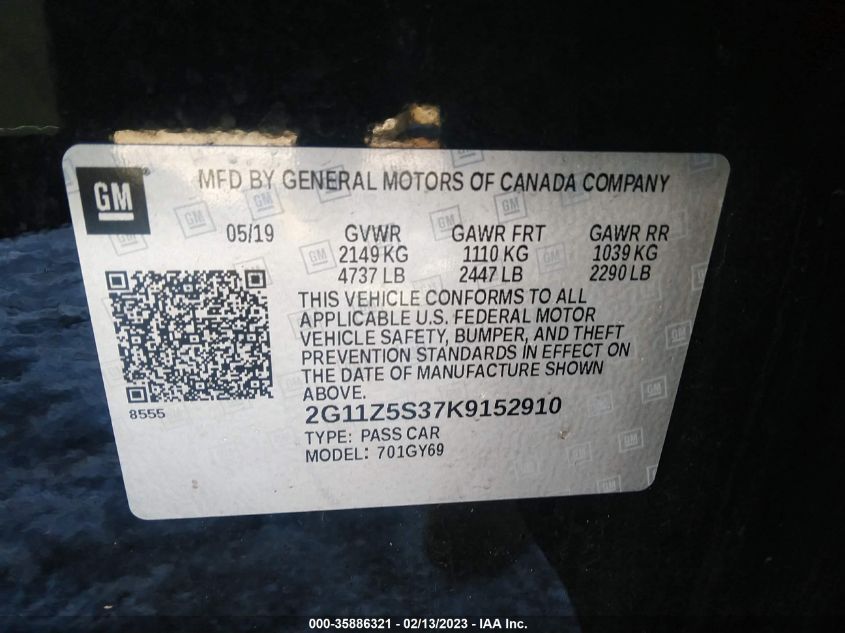 GM
MFD BY GENERAL MOTORS OF CANADA COMPANY
05/19 GVWR GAWR FRT GAWR RR
2149 KG 1110 KG 1039 KG
4737 LB 2447 LB 2290 LB
THIS VEHICLE CONFORMS TO ALL
APPLICABLE U.S. FEDERAL MOTOR
VEHICLE SAFETY, BUMPER, AND THEFT
PREVENTION STANDARDS IN EFFECT ON
THE DATE OF MANUFACTURE SHOWN
ABOVE.
8555
2G11Z5S37K9152910
TYPE: PASS CAR
MODEL: 701GY69
000-35886321 - 02/13/2023 - IAA Inc.